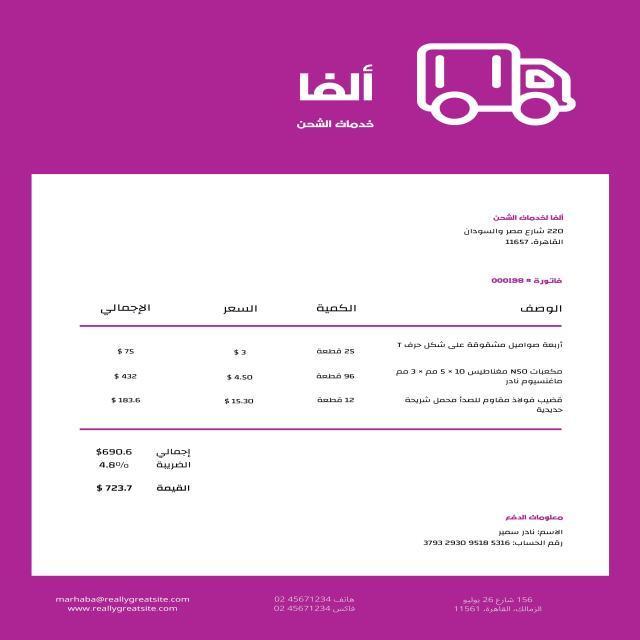 ألفا
خدمات الشحن
ألفا لخدمات الشحن
220 شارع مصر والسودان
القاهرة، 11657
فاتورة # 000198
الوصف الكمية السعر الإجمالي
أربعة صواميل مشقوقة على شكل حرف T 25 قطعة $ 3 $ 75
مكعبات N50 مغناطيس 10 × 5 مم × 3 مم 96 قطعة $ 4.50 $ 432
ماغنسيوم نادر
قضيب فولاذ مقاوم للصدأ محمل شريحة 12 قطعة $ 15.30 $ 183.6
حديدية
إجمالي $690.6
الضريبة 4.8%
القيمة $ 723.7
معلومات الدفع
الاسم: نادر سمير
رقم الحساب: 5316 9518 2930 3793
156 شارع 26 يوليو
الزمالك، القاهرة، 11561
هاتف 45671234 02
فاكس 45671234 02
marhaba@reallygreatsite.com
www.reallygreatsite.com